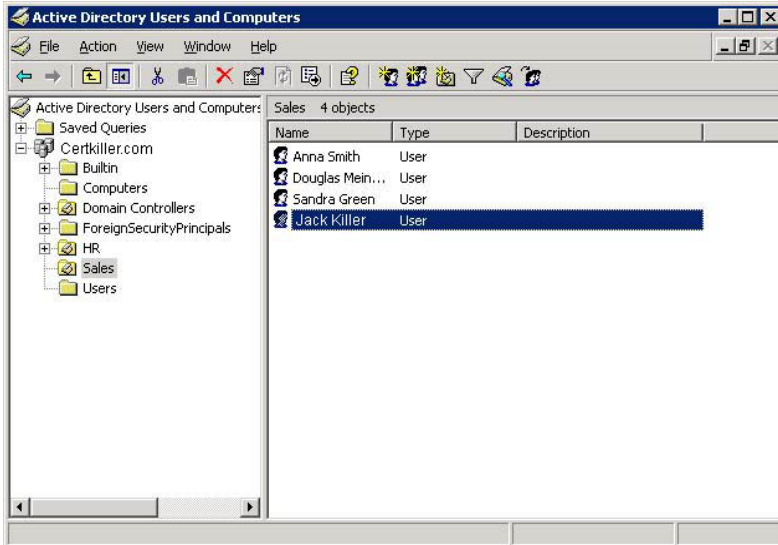 Active Directory Users and Computers
File Action View Window Help
Active Directory Users and Computers
Saved Queries
Certkiller.com
Builtin
Computers
Domain Controllers
ForeignSecurityPrincipals
HR
Sales
Users
Sales 4 objects
Name Type Description
Anna Smith User
Douglas Mein... User
Sandra Green User
Jack Killer User